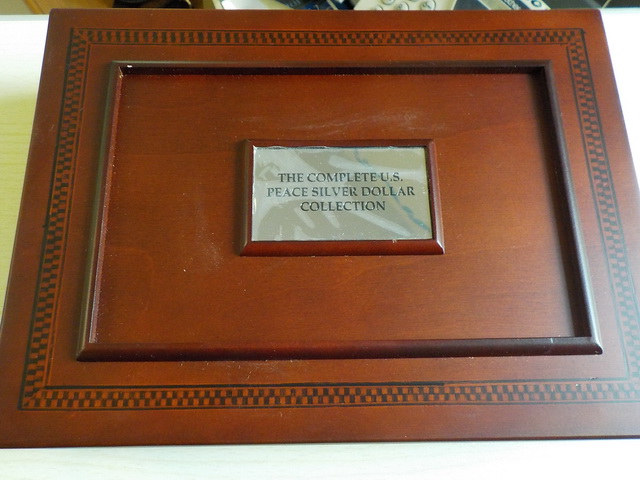 THE COMPLETE U.S.
PEACE SILVER DOLLAR
COLLECTION